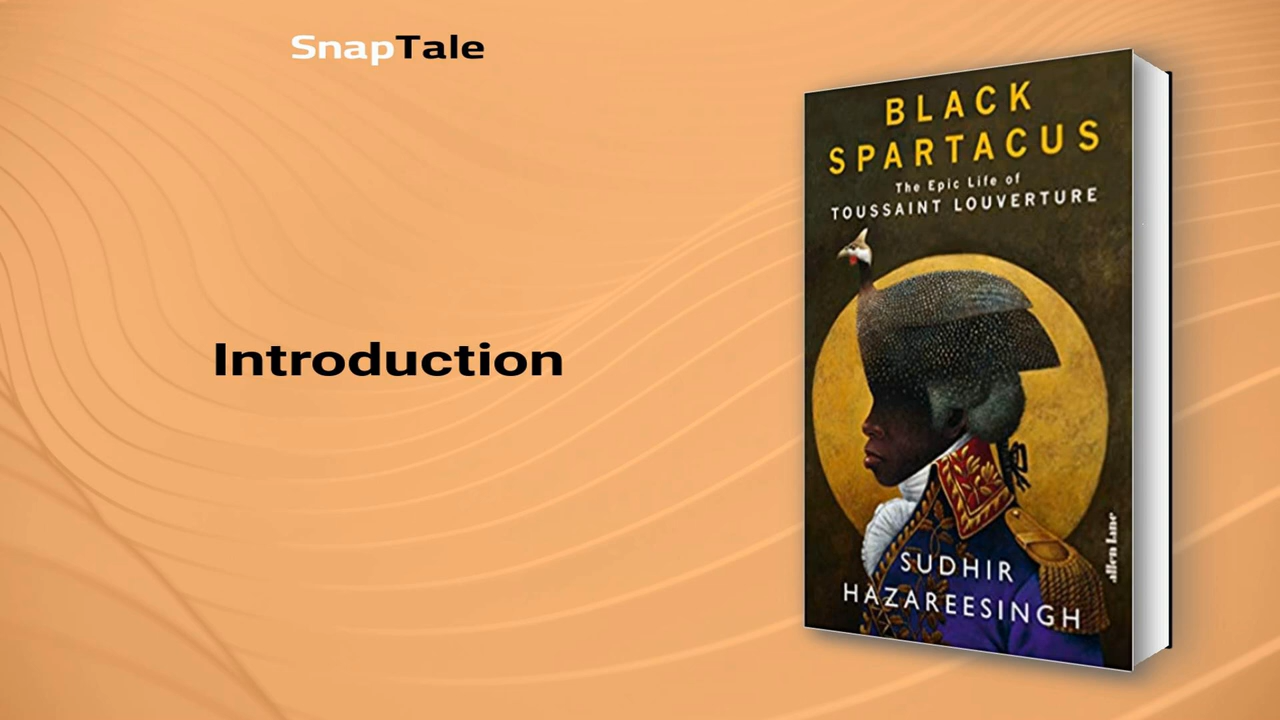 SnapTale
Introduction
BLACK
SPARTACUS
The Epic Life of
TOUSSAINT LOUVERTURE
SUDHIR
HAZAREESINGH
allen lane